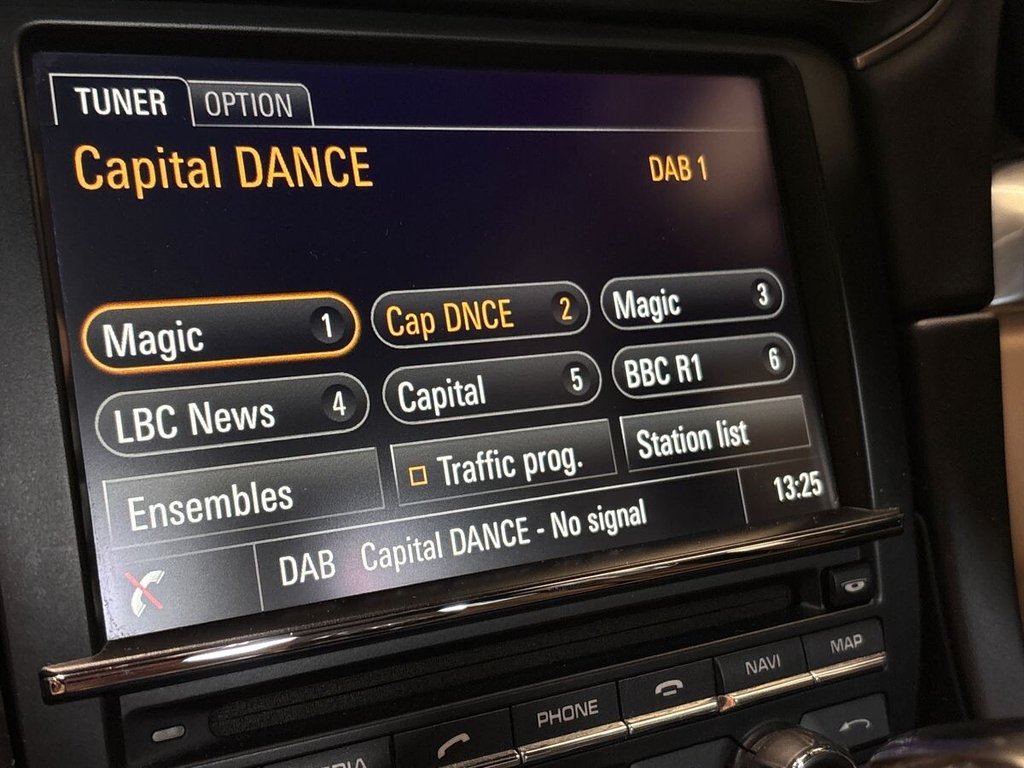 TUNER OPTION
Capital DANCE DAB 1
Magic 1 Cap DNCE 2 Magic 3
LBC News 4 Capital 5 BBC R1 6
Ensembles Traffic prog. Station list
DAB Capital DANCE - No signal 13:25
PHONE NAVI MAP